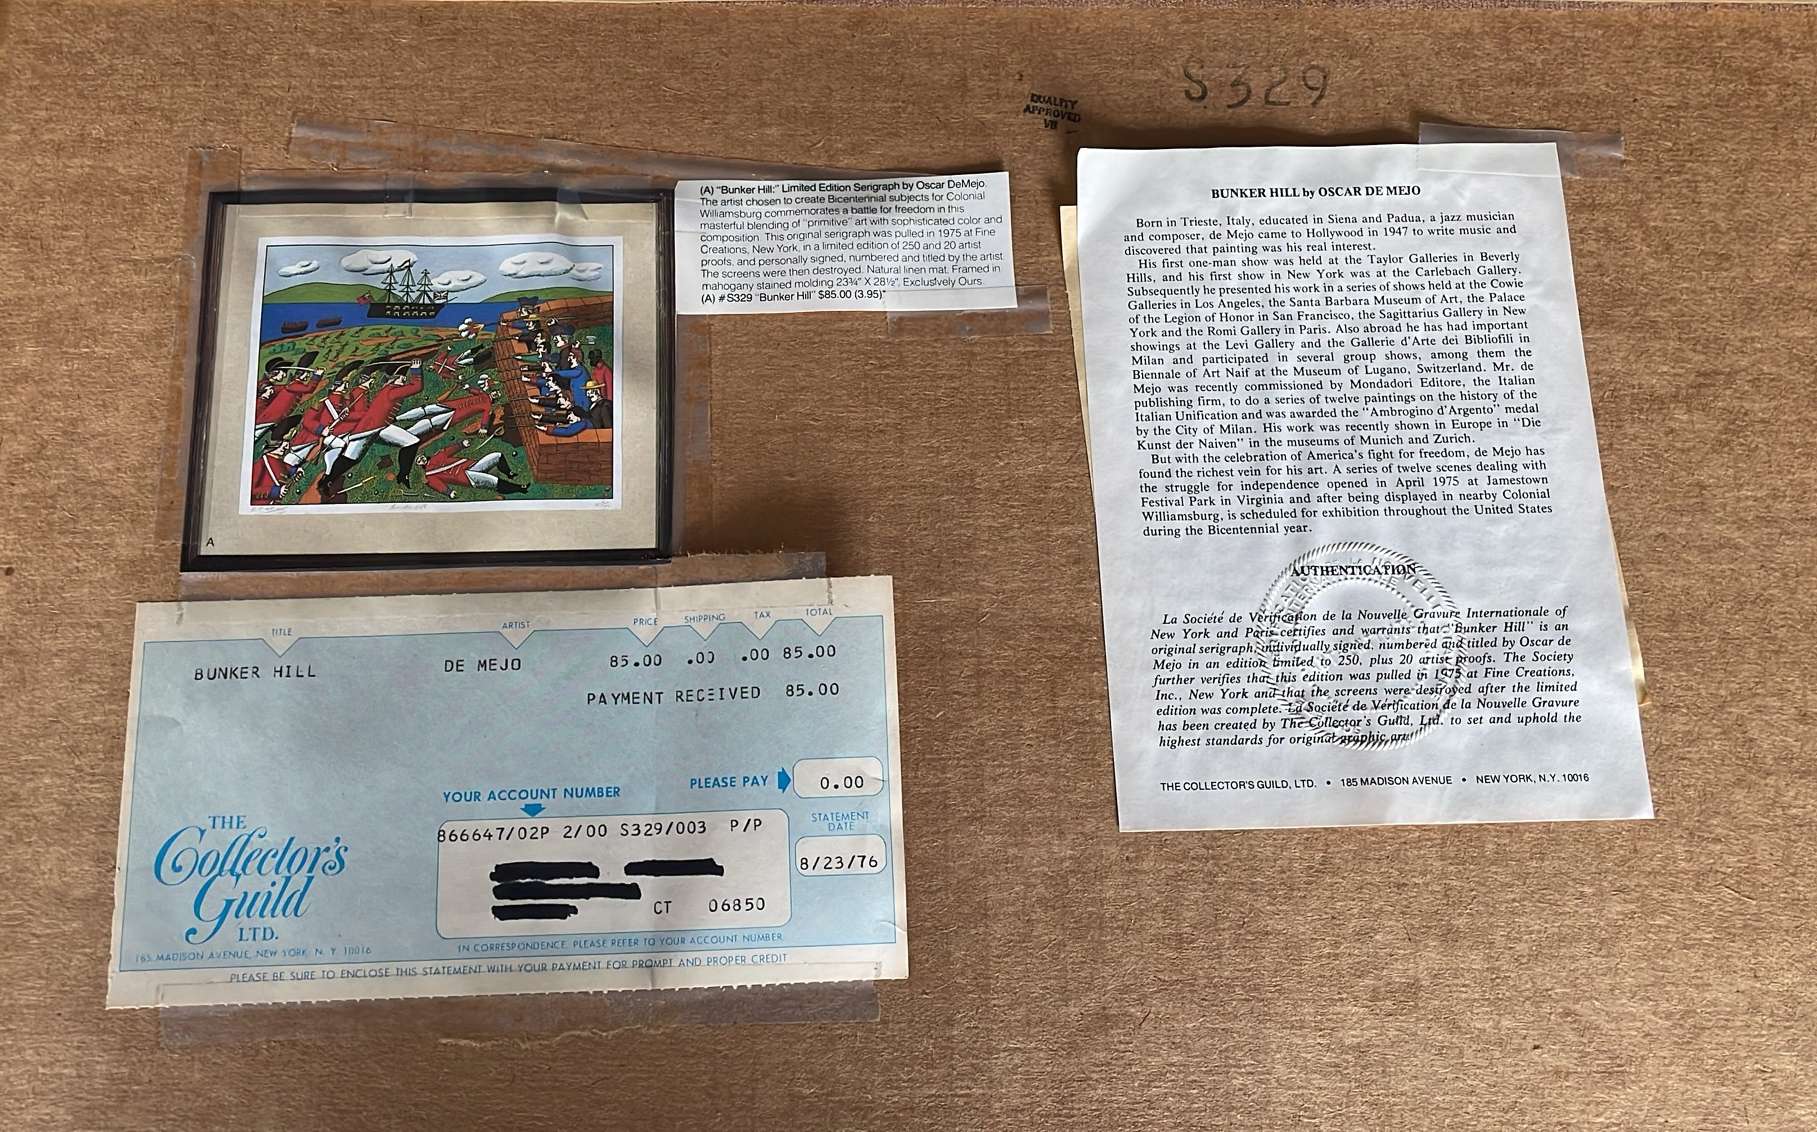 S329
QUALITY
APPROVED
VII
(A) “Bunker Hill:” Limited Edition Serigraph by Oscar DeMejo.
The artist chosen to create Bicentennial subjects for Colonial
Williamsburg commemorates a battle for freedom in this
masterful blending of “primitive” art with sophisticated color and
composition. This original serigraph was pulled in 1975 at Fine
Creations, New York, in a limited edition of 250 and 20 artist
proofs, and personally signed, numbered and titled by the artist.
The screens were then destroyed. Natural linen mat. Framed in
mahogany stained molding 23¾" X 28½". Exclusively Ours.
(A) #S329 “Bunker Hill” $85.00 (3.95)*
A
TITLE ARTIST PRICE SHIPPING TAX TOTAL
BUNKER HILL DE MEJO 85.00 .00 .00 85.00
PAYMENT RECEIVED 85.00
PLEASE PAY 0.00
YOUR ACCOUNT NUMBER
866647/02P 2/00 S329/003 P/P
CT 06850
STATEMENT
DATE
8/23/76
THE
Collector's
Guild
LTD.
185 MADISON AVENUE, NEW YORK, N. Y. 10016
IN CORRESPONDENCE, PLEASE REFER TO YOUR ACCOUNT NUMBER
PLEASE BE SURE TO ENCLOSE THIS STATEMENT WITH YOUR PAYMENT FOR PROMPT AND PROPER CREDIT
BUNKER HILL by OSCAR DE MEJO
Born in Trieste, Italy, educated in Siena and Padua, a jazz musician
and composer, de Mejo came to Hollywood in 1947 to write music and
discovered that painting was his real interest.
His first one-man show was held at the Taylor Galleries in Beverly
Hills, and his first show in New York was at the Carlebach Gallery.
Subsequently he presented his work in a series of shows held at the Cowie
Galleries in Los Angeles, the Santa Barbara Museum of Art, the Palace
of the Legion of Honor in San Francisco, the Sagittarius Gallery in New
York and the Romi Gallery in Paris. Also abroad he has had important
showings at the Levi Gallery and the Gallerie d'Arte dei Bibliofili in
Milan and participated in several group shows, among them the
Biennale of Art Naif at the Museum of Lugano, Switzerland. Mr. de
Mejo was recently commissioned by Mondadori Editore, the Italian
publishing firm, to do a series of twelve paintings on the history of the
Italian Unification and was awarded the “Ambrogino d'Argento” medal
by the City of Milan. His work was recently shown in Europe in “Die
Kunst der Naiven” in the museums of Munich and Zurich.
But with the celebration of America's fight for freedom, de Mejo has
found the richest vein for his art. A series of twelve scenes dealing with
the struggle for independence opened in April 1975 at Jamestown
Festival Park in Virginia and after being displayed in nearby Colonial
Williamsburg, is scheduled for exhibition throughout the United States
during the Bicentennial year.
AUTHENTICATION
La Société de Vérification de la Nouvelle Gravure Internationale of
New York and Paris certifies and warrants that “Bunker Hill” is an
original serigraph, individually signed, numbered and titled by Oscar de
Mejo in an edition limited to 250, plus 20 artist proofs. The Society
further verifies that this edition was pulled in 1975 at Fine Creations,
Inc., New York and that the screens were destroyed after the limited
edition was complete. La Société de Vérification de la Nouvelle Gravure
has been created by The Collector's Guild, Ltd. to set and uphold the
highest standards for original graphic art.
THE COLLECTOR'S GUILD, LTD. • 185 MADISON AVENUE • NEW YORK, N.Y. 10016